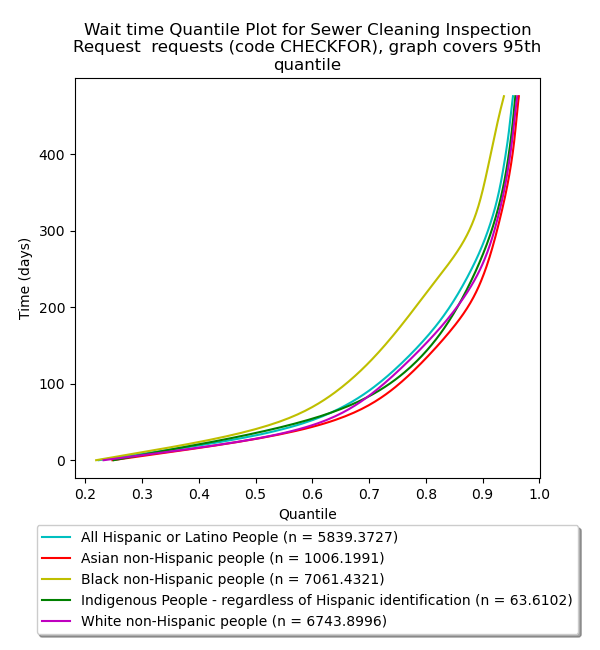 Wait time Quantile Plot for Sewer Cleaning Inspection
Request  requests (code CHECKFOR), graph covers 95th
quantile
Time (days)
400
300
200
100
0
0.2 0.3 0.4 0.5 0.6 0.7 0.8 0.9 1.0
Quantile
All Hispanic or Latino People (n = 5839.3727)
Asian non-Hispanic people (n = 1006.1991)
Black non-Hispanic people (n = 7061.4321)
Indigenous People - regardless of Hispanic identification (n = 63.6102)
White non-Hispanic people (n = 6743.8996)